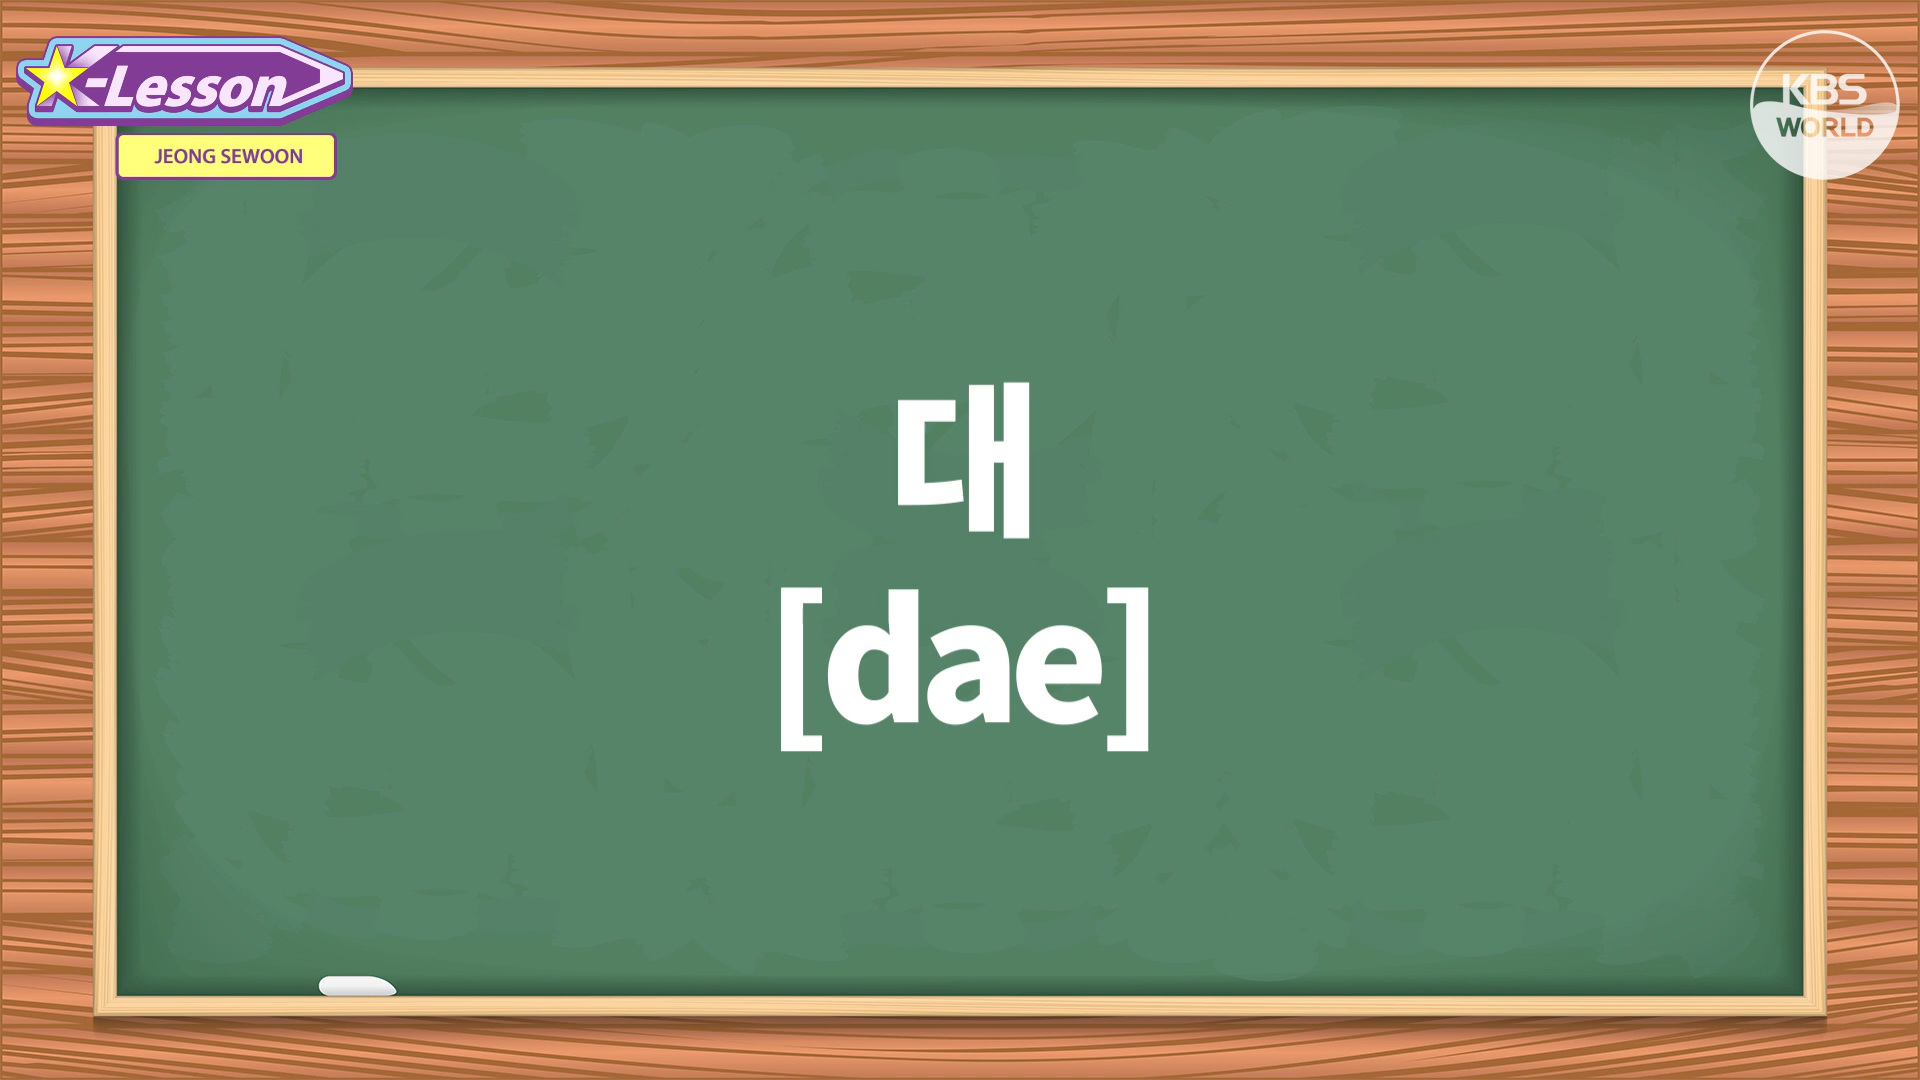 K-Lesson
JEONG SEWOON
KBS
WORLD
대
[dae]